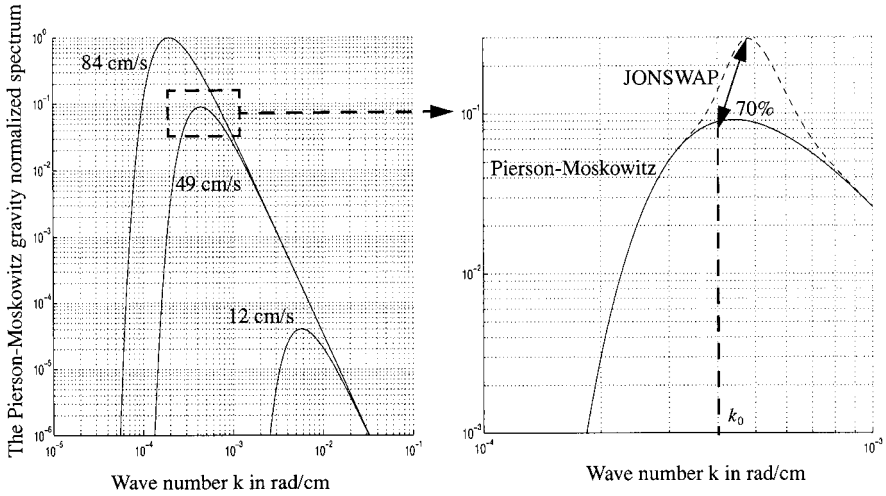 The Pierson-Moskowitz gravity normalized spectrum
10⁰
10⁻¹
10⁻²
10⁻³
10⁻⁴
10⁻⁵
10⁻⁶
84 cm/s
49 cm/s
12 cm/s
10⁻⁵
10⁻⁴
10⁻³
10⁻²
10⁻¹
Wave number k in rad/cm
10⁻¹
10⁻²
10⁻³
JONSWAP
70%
Pierson-Moskowitz
k₀
10⁻⁴
10⁻³
Wave number k in rad/cm